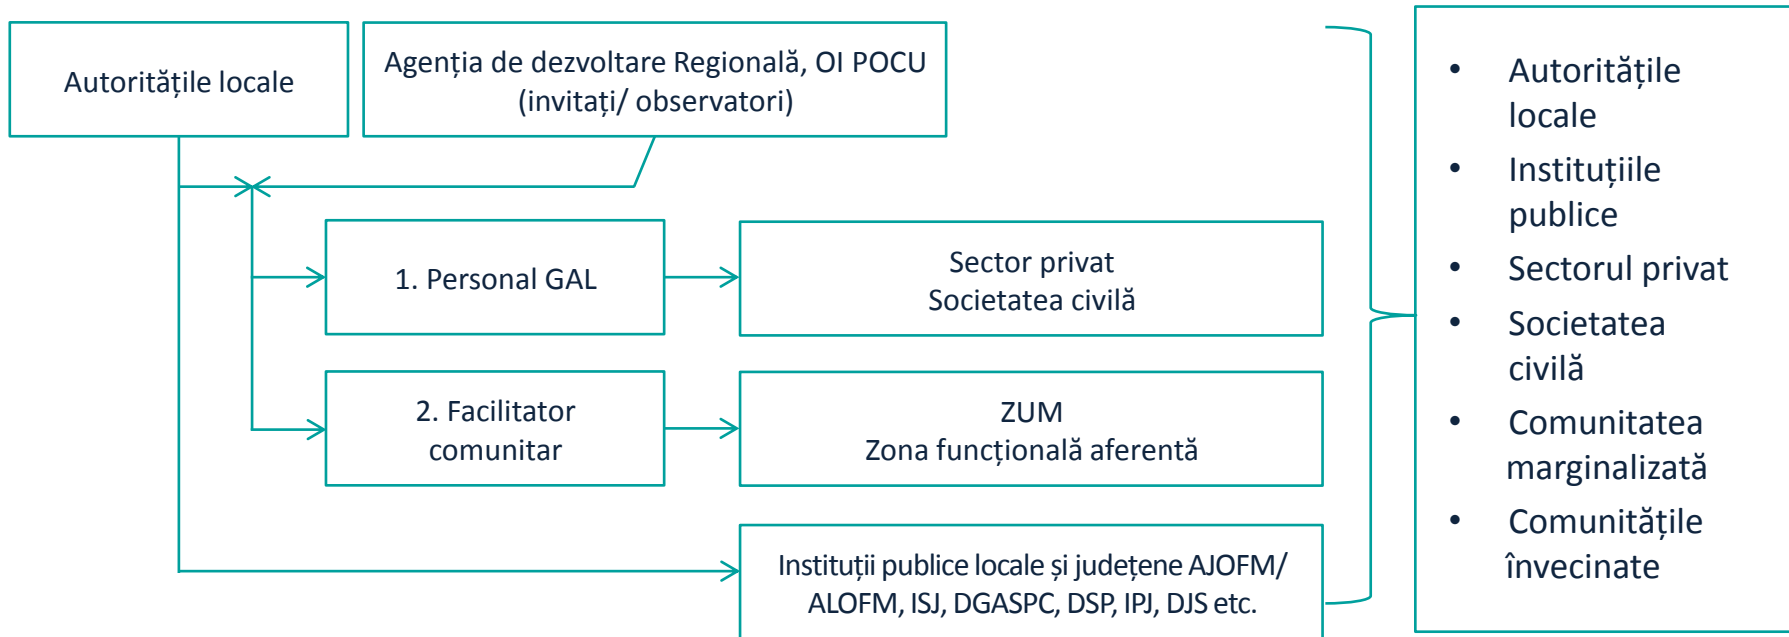 Autoritățile locale
Agenția de dezvoltare Regională, OI POCU
(invitați/ observatori)
1. Personal GAL
Sector privat
Societatea civilă
2. Facilitator
comunitar
ZUM
Zona funcțională aferentă
Instituții publice locale și județene AJOFM/
ALOFM, ISJ, DGASPC, DSP, IPJ, DJS etc.
• Autoritățile
locale
• Instituțiile
publice
• Sectorul privat
• Societatea
civilă
• Comunitatea
marginalizată
• Comunitățile
învecinate